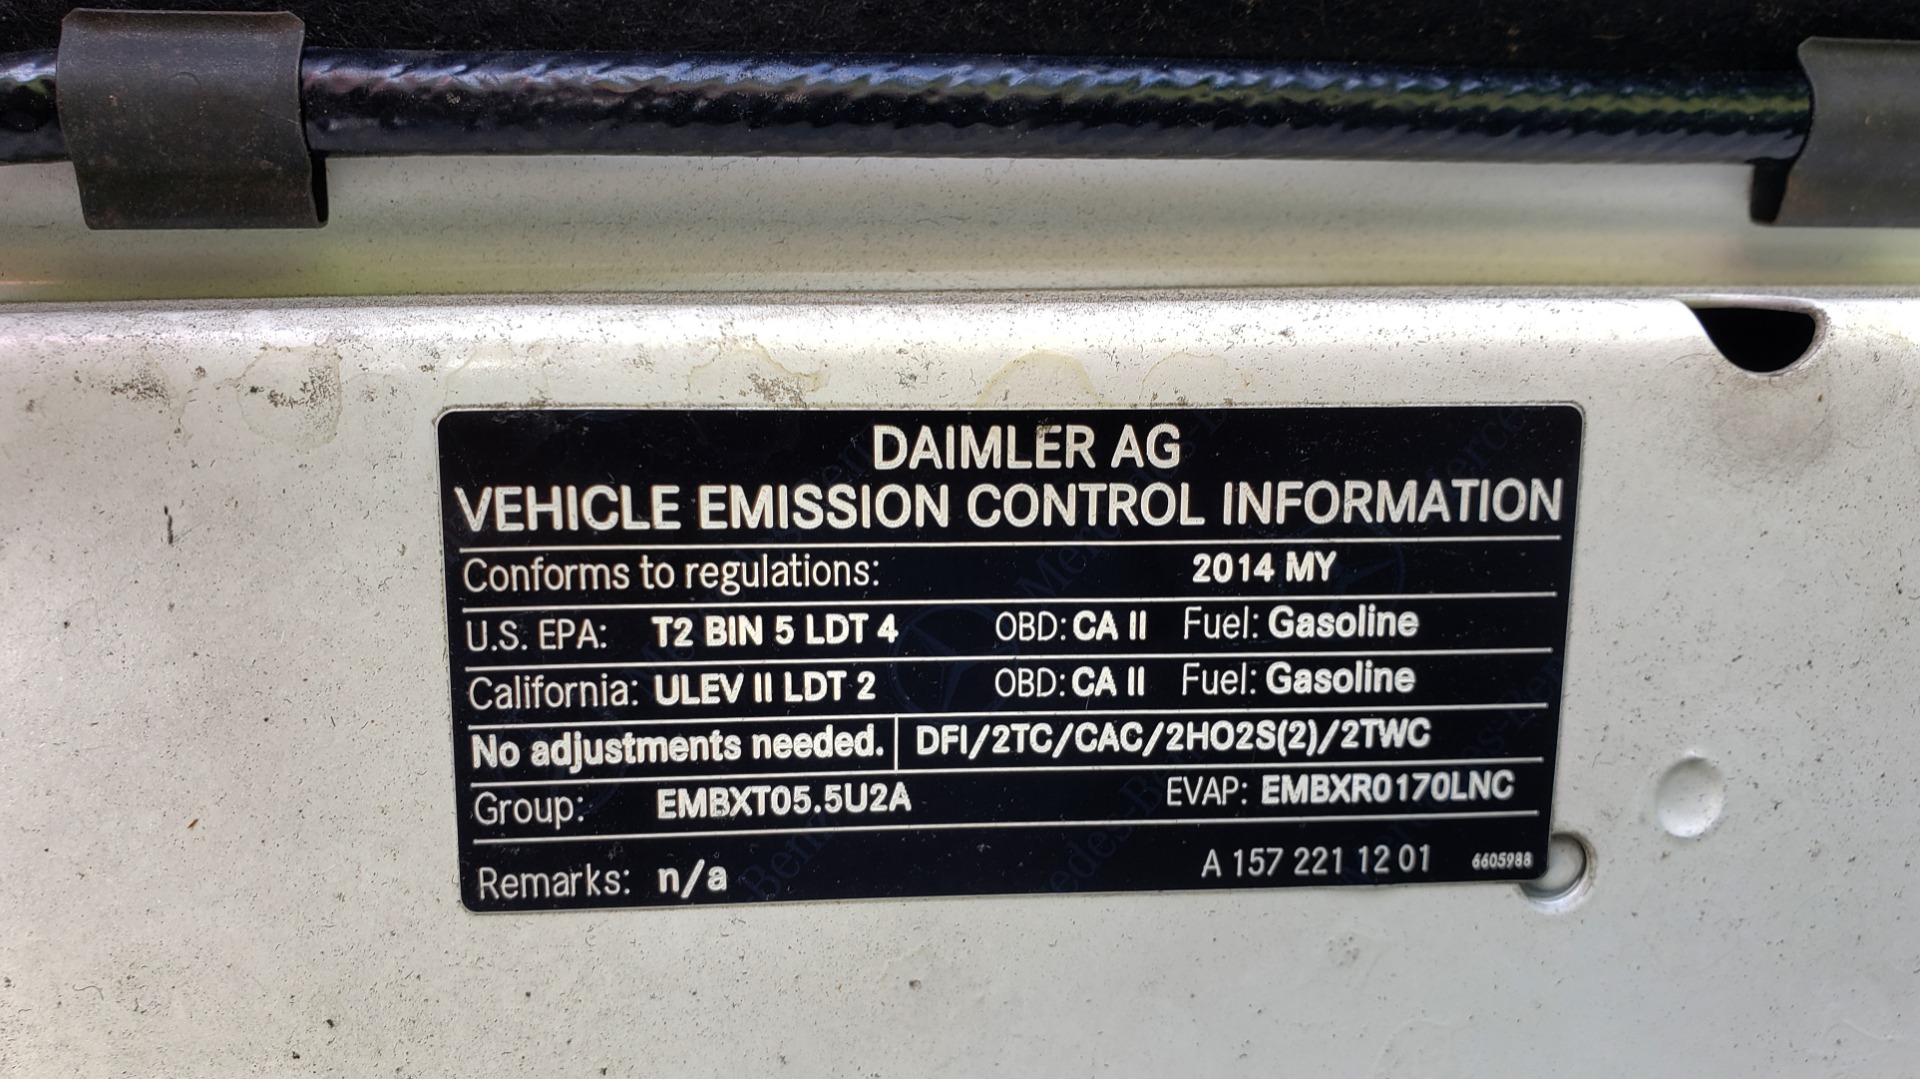 DAIMLER AG
VEHICLE EMISSION CONTROL INFORMATION
Conforms to regulations: 2014 MY
U.S. EPA: T2 BIN 5 LDT 4 OBD: CA II Fuel: Gasoline
California: ULEV II LDT 2 OBD: CA II Fuel: Gasoline
No adjustments needed. DFI/2TC/CAC/2HO2S(2)/2TWC
Group: EMBXT05.5U2A EVAP: EMBXR0170LNC
Remarks: n/a A 157 221 12 01 6605988